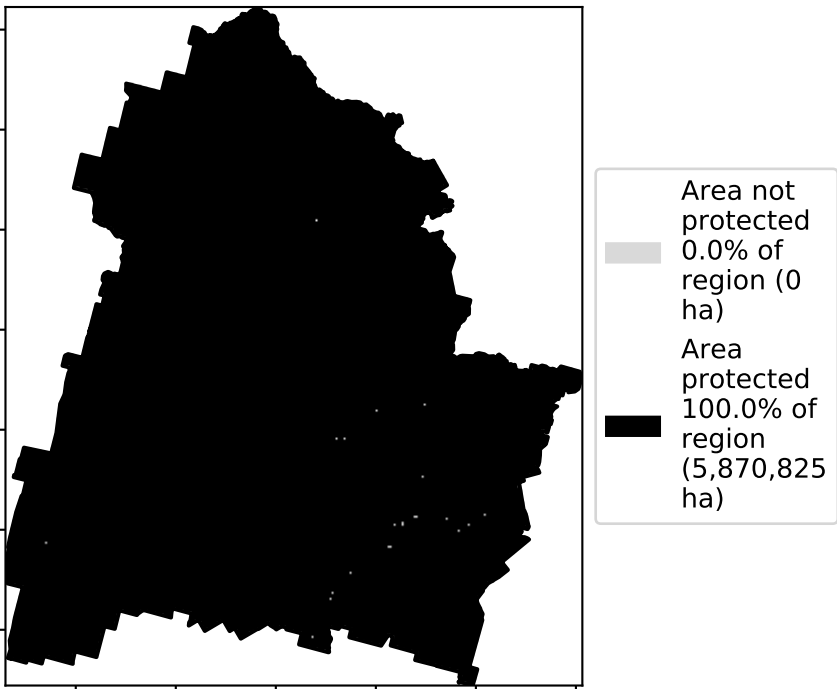 Area not
protected
0.0% of
region (0
ha)
Area
protected
100.0% of
region
(5,870,825
ha)